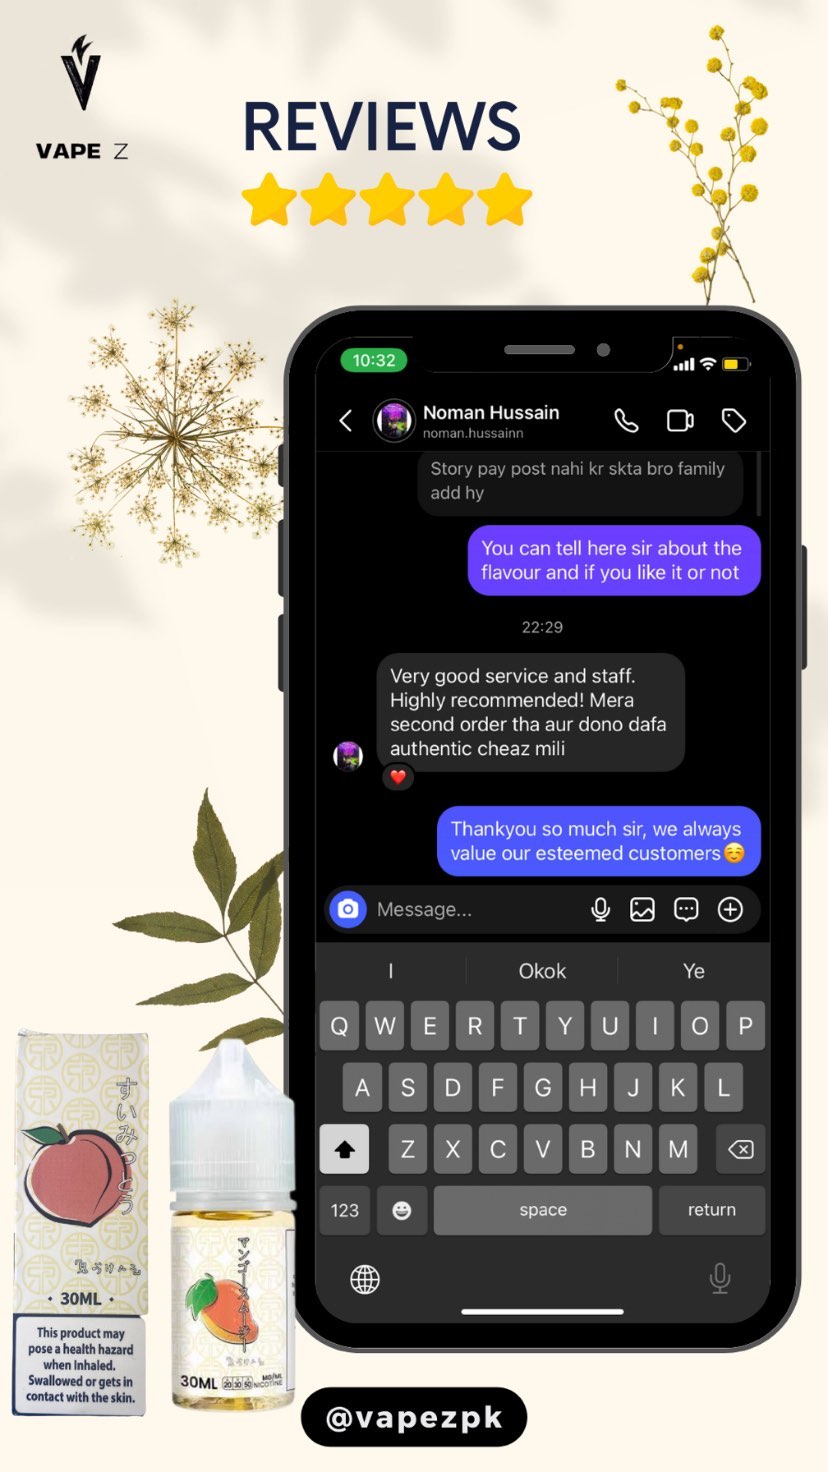 VAPE Z
REVIEWS
10:32
Noman Hussain
noman.hussainn
Story pay post nahi kr skta bro family
add hy
You can tell here sir about the
flavour and if you like it or not
22:29
Very good service and staff.
Highly recommended! Mera
second order tha aur dono dafa
authentic cheaz mili
Thankyou so much sir, we always
value our esteemed customers☺️
Message...
I Okok Ye
Q W E R T Y U I O P
A S D F G H J K L
Z X C V B N M
123 space return
すいみつとう
30ML
This product may
pose a health hazard
when Inhaled.
Swallowed or gets in
contact with the skin.
マンゴースムージー
30ML 20 30 50 MG/ML
NICOTINE
@vapezpk